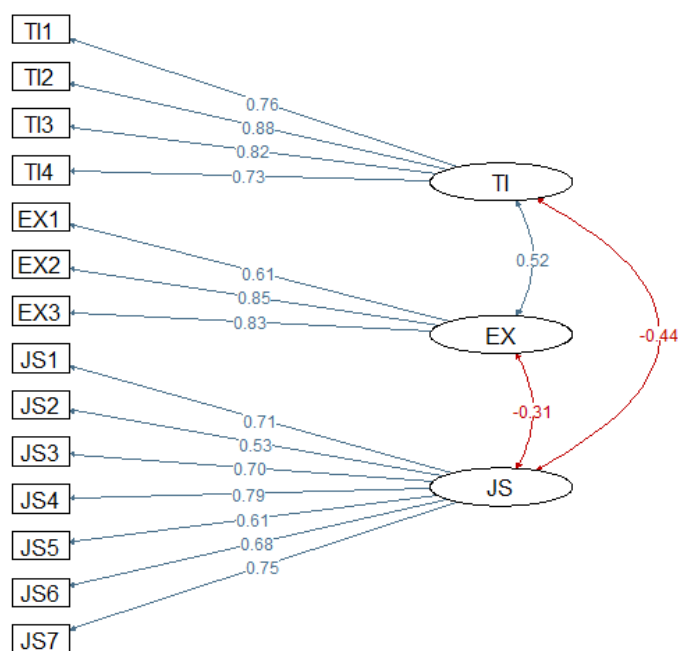 TI1
TI2
TI3
TI4
EX1
EX2
EX3
JS1
JS2
JS3
JS4
JS5
JS6
JS7
0.76
0.88
0.82
0.73
0.61
0.85
0.83
0.71
0.53
0.70
0.79
0.61
0.68
0.75
TI
EX
JS
0.52
-0.31
-0.44